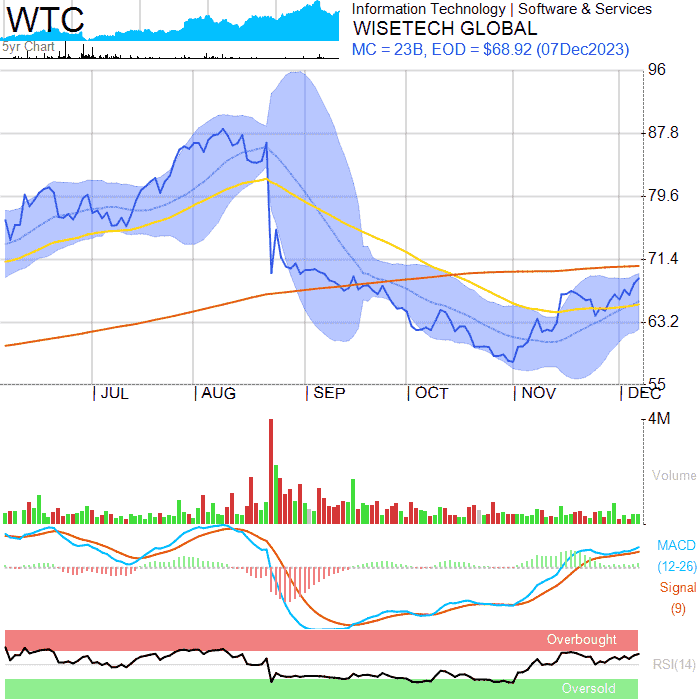 WTC
5yr Chart
Information Technology | Software & Services
WISETECH GLOBAL
MC = 23B, EOD = $68.92 (07Dec2023)
96
87.8
79.6
71.4
63.2
55
JUL
AUG
SEP
OCT
NOV
DEC
4M
Volume
MACD
(12-26)
Signal
(9)
Overbought
RSI(14)
Oversold